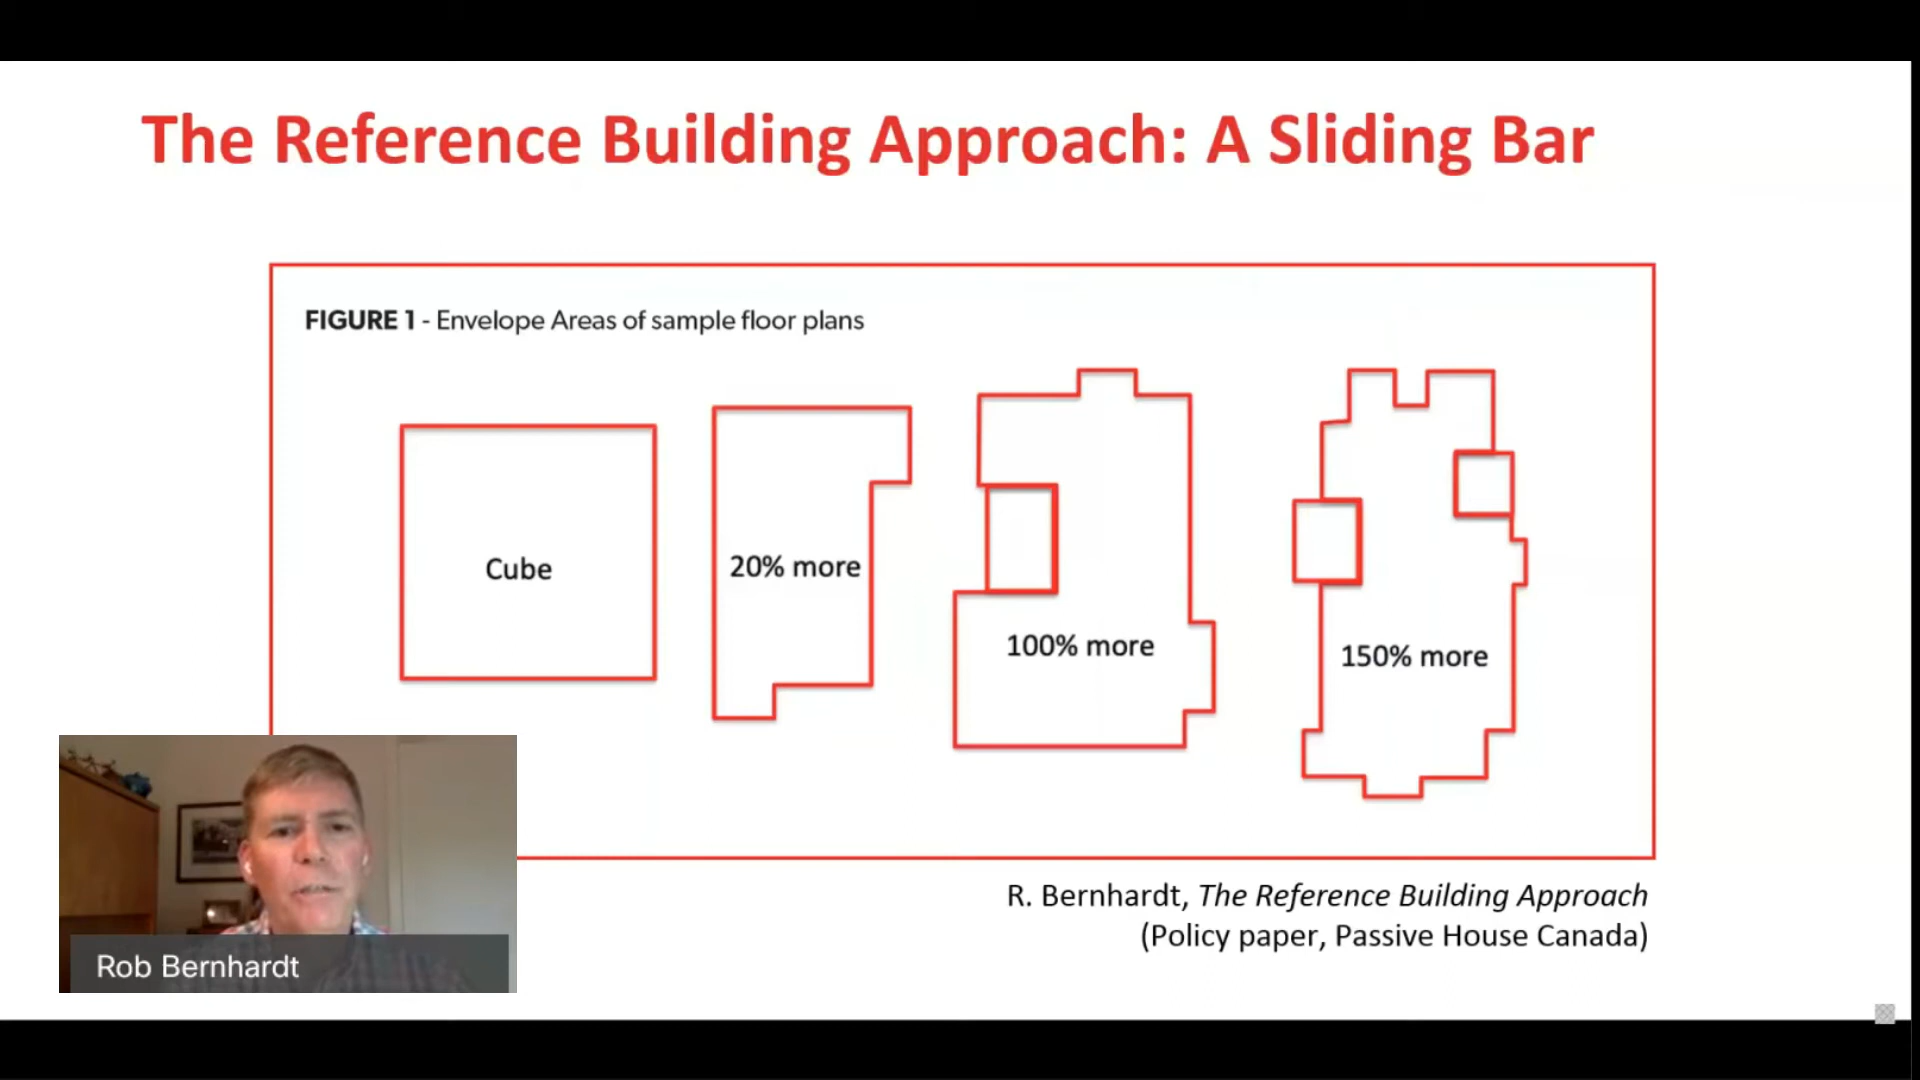 The Reference Building Approach: A Sliding Bar
FIGURE 1 - Envelope Areas of sample floor plans
Cube
20% more
100% more
150% more
R. Bernhardt, The Reference Building Approach
(Policy paper, Passive House Canada)
Rob Bernhardt